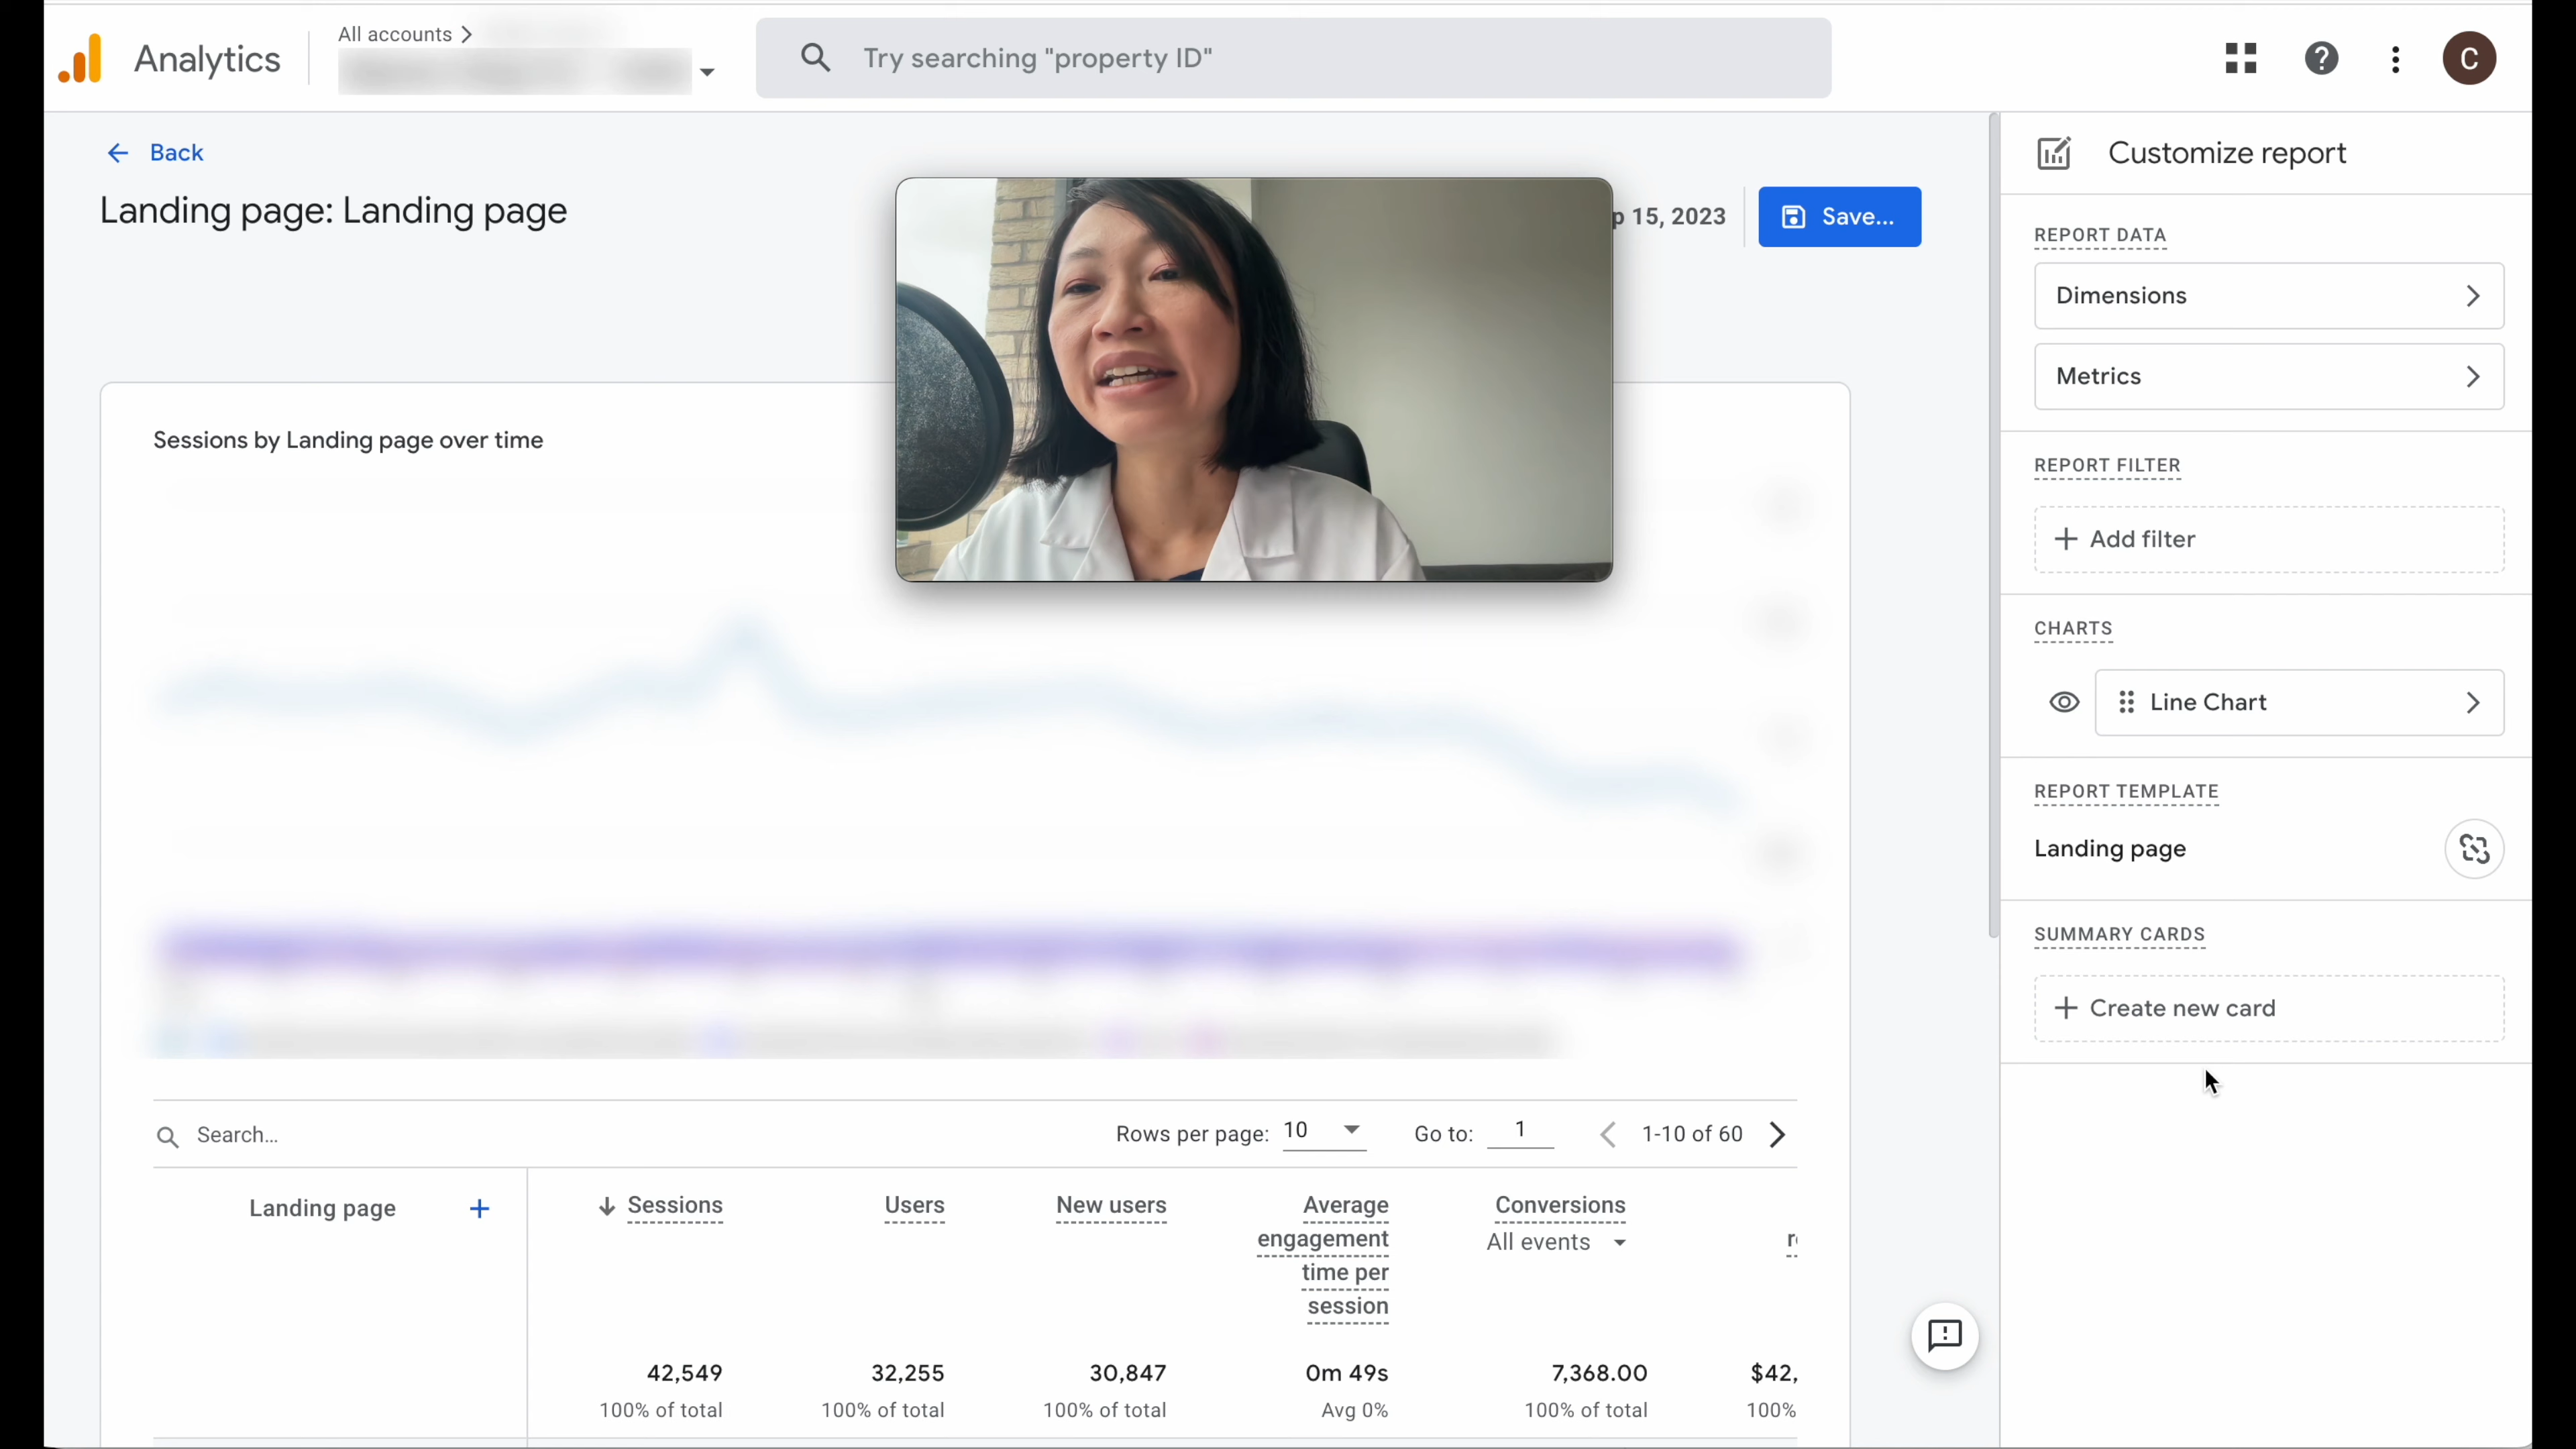 Analytics
All accounts
Try searching "property ID"
C
Back
Landing page: Landing page
p 15, 2023
Save...
Customize report
REPORT DATA
Dimensions
Metrics
REPORT FILTER
Add filter
CHARTS
Line Chart
REPORT TEMPLATE
Landing page
SUMMARY CARDS
Create new card
Sessions by Landing page over time
Search...
Rows per page: 10
Go to: 1
1-10 of 60
Landing page
Sessions
Users
New users
Average
engagement
time per
session
Conversions
All events
42,549
32,255
30,847
0m 49s
7,368.00
$42,
100% of total
100% of total
100% of total
Avg 0%
100% of total
100%